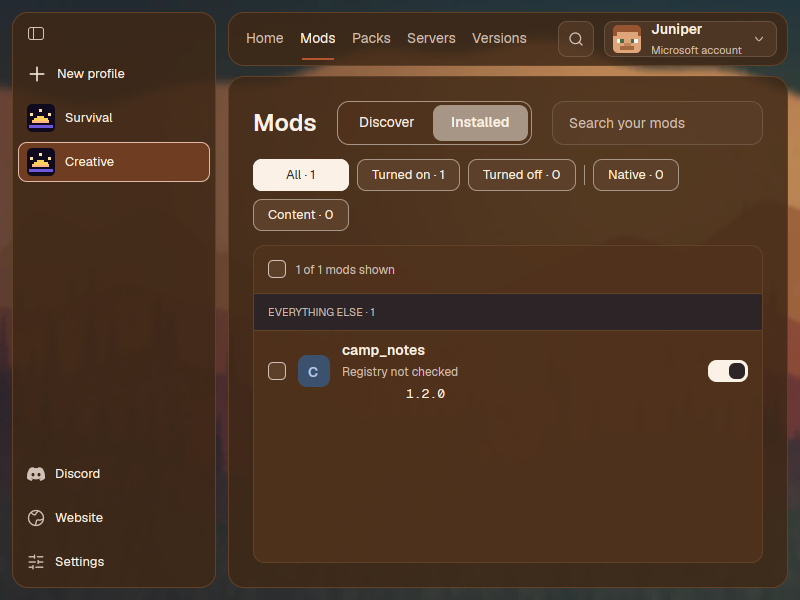 New profile
Survival
Creative
Discord
Website
Settings
Home Mods Packs Servers Versions
Juniper
Microsoft account
Mods
Discover Installed
Search your mods
All · 1 Turned on · 1 Turned off · 0 Native · 0
Content · 0
1 of 1 mods shown
EVERYTHING ELSE · 1
C
camp_notes
Registry not checked
1.2.0